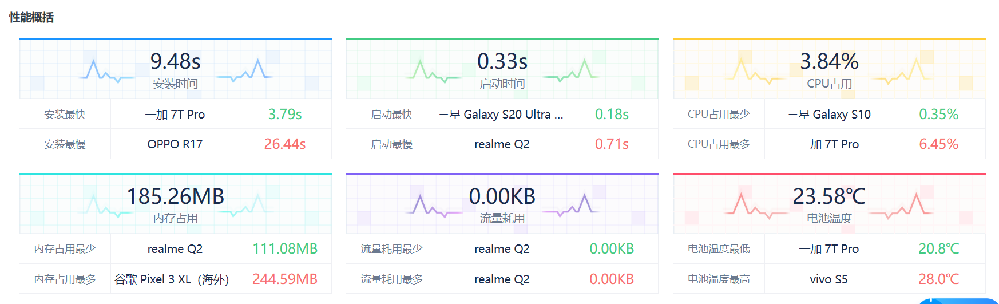 性能概括
9.48s
安装时间
安装最快 一加 7T Pro 3.79s
安装最慢 OPPO R17 26.44s
0.33s
启动时间
启动最快 三星 Galaxy S20 Ultra ... 0.18s
启动最慢 realme Q2 0.71s
3.84%
CPU占用
CPU占用最少 三星 Galaxy S10 0.35%
CPU占用最多 一加 7T Pro 6.45%
185.26MB
内存占用
内存占用最少 realme Q2 111.08MB
内存占用最多 谷歌 Pixel 3 XL（海外） 244.59MB
0.00KB
流量耗用
流量耗用最少 realme Q2 0.00KB
流量耗用最多 realme Q2 0.00KB
23.58℃
电池温度
电池温度最低 一加 7T Pro 20.8℃
电池温度最高 vivo S5 28.0℃